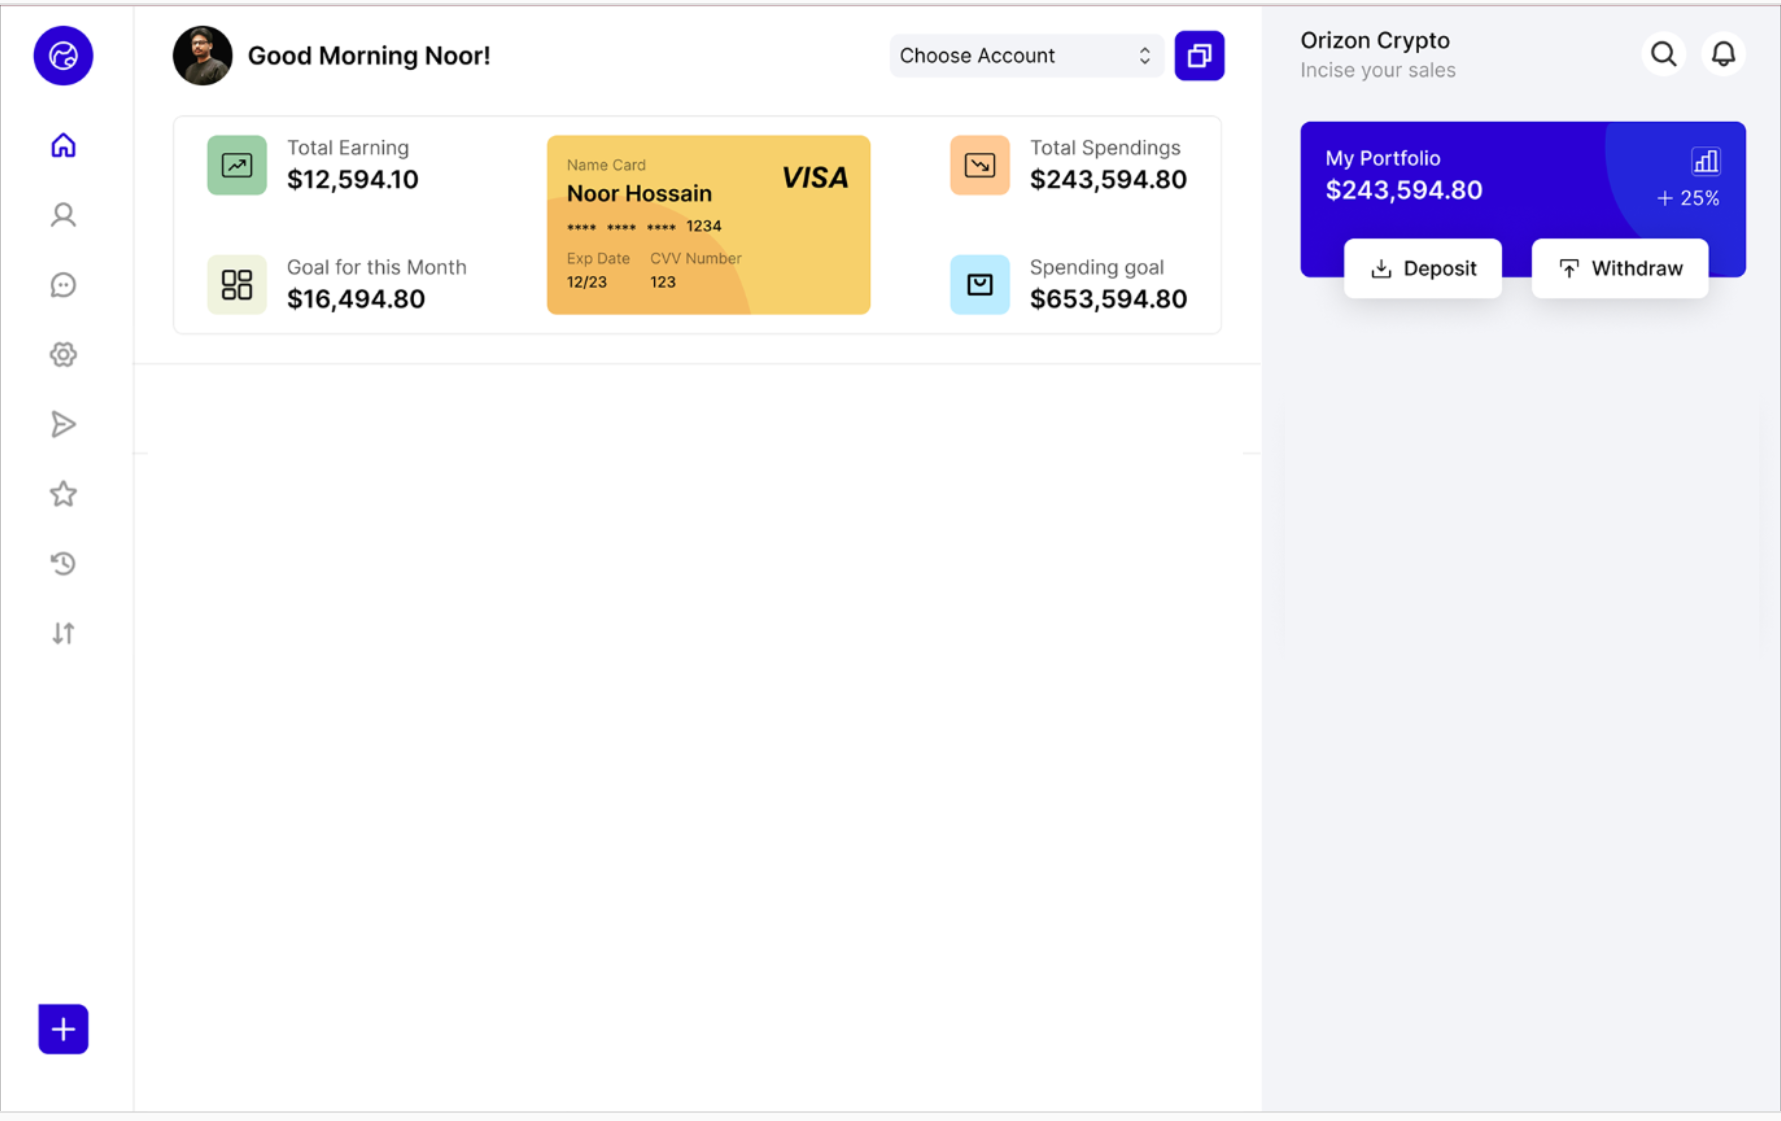 Good Morning Noor!
Choose Account
Total Earning
$12,594.10
Goal for this Month
$16,494.80
Name Card
Noor Hossain
VISA
**** **** **** 1234
Exp Date CVV Number
12/23 123
Total Spendings
$243,594.80
Spending goal
$653,594.80
Orizon Crypto
Incise your sales
My Portfolio
$243,594.80
+ 25%
Deposit
Withdraw